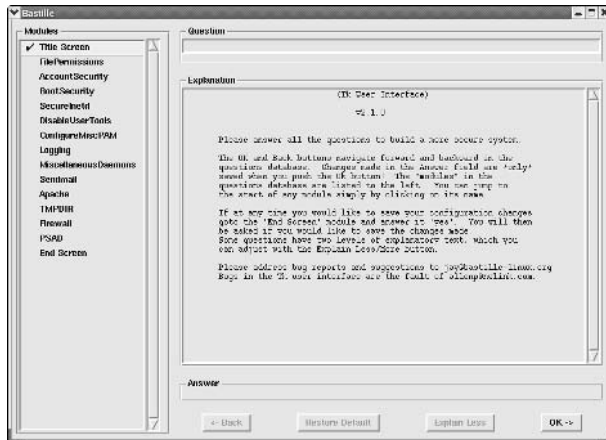 Bastille
Modules
Title Screen
FilePermissions
AccountSecurity
BootSecurity
SecureInetd
DisableUserTools
ConfigureMiscPAM
Logging
MiscellaneousDaemons
Sendmail
Apache
TMPDIR
Firewall
PSAD
End Screen
Question
Explanation
(Tk User Interface)
v2.1.0
Please answer all the questions to build a more secure system.
The OK and Back buttons navigate forward and backward in the
questions database. Changes made in the Answer field are *only*
saved when you push the OK button! The "modules" in the
questions database are listed to the left. You can jump to
the start of any module simply by clicking on its name.
If at any time you would like to save your configuration changes
goto the 'End Screen' module and answer it 'yes'. You will then
be asked if you would like to save the changes made.
Some questions have two levels of explanatory text, which you
can adjust with the Explain Less/More button.
Please address bug reports and suggestions to jay@bastille-linux.org
Bugs in the Tk user interface are the fault of
Answer
<- Back
Restore Default
Explain Less
OK ->